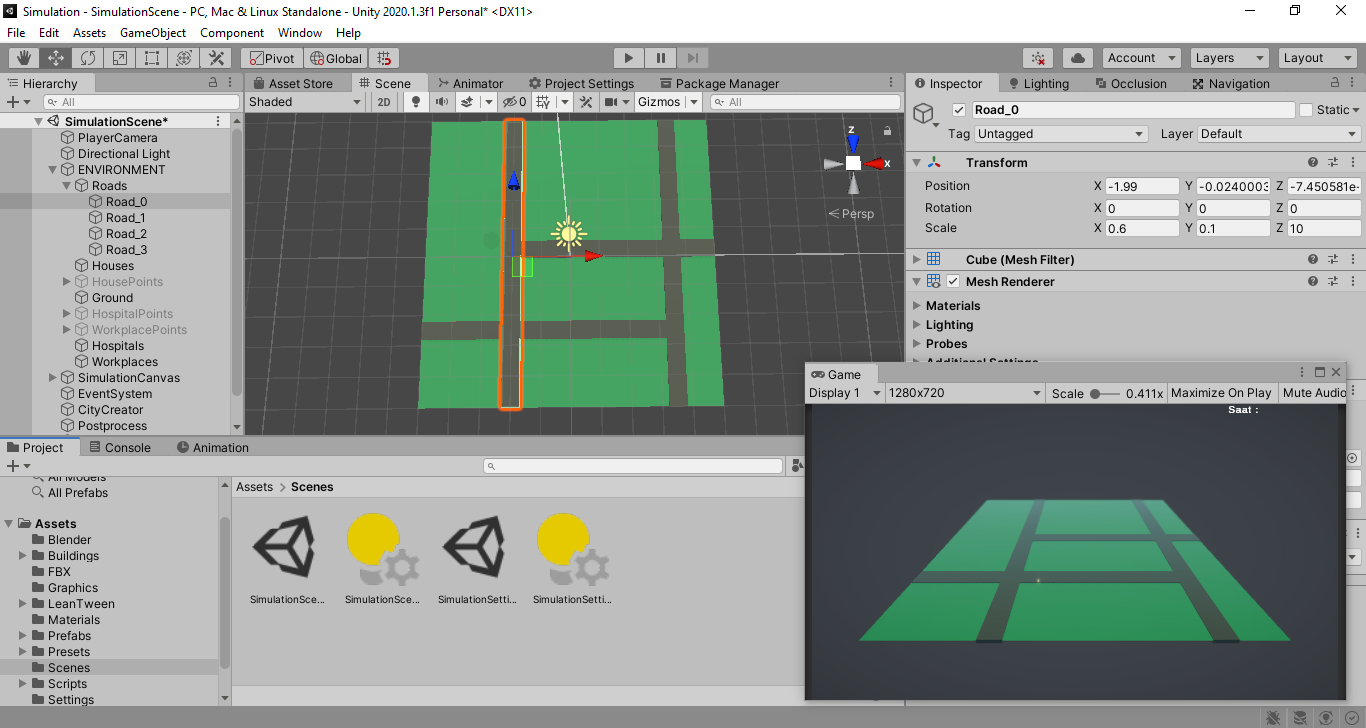 Simulation - SimulationScene - PC, Mac & Linux Standalone - Unity 2020.1.3f1 Personal* <DX11>
File Edit Assets GameObject Component Window Help
Pivot Global Account Layers Layout
Hierarchy
All
SimulationScene*
PlayerCamera
Directional Light
ENVIRONMENT
Roads
Road_0
Road_1
Road_2
Road_3
Houses
HousePoints
Ground
HospitalPoints
WorkplacePoints
Hospitals
Workplaces
SimulationCanvas
EventSystem
CityCreator
Postprocess
Asset Store Scene Animator Project Settings Package Manager
Shaded 2D 0 Gizmos All
z
x
Persp
Inspector Lighting Occlusion Navigation
Road_0 Static
Tag Untagged Layer Default
Transform
Position X -1.99 Y -0.0240003 Z -7.450581e-
Rotation X 0 Y 0 Z 0
Scale X 0.6 Y 0.1 Z 10
Cube (Mesh Filter)
Mesh Renderer
Materials
Lighting
Probes
Additional Settings
Game
Display 1 1280x720 Scale 0.411x Maximize On Play Mute Audio
Saat :
Project Console Animation
All Models
All Prefabs
Assets
Blender
Buildings
FBX
Graphics
LeanTween
Materials
Prefabs
Presets
Scenes
Scripts
Settings
Assets > Scenes
SimulationSce... SimulationSce... SimulationSetti... SimulationSetti...